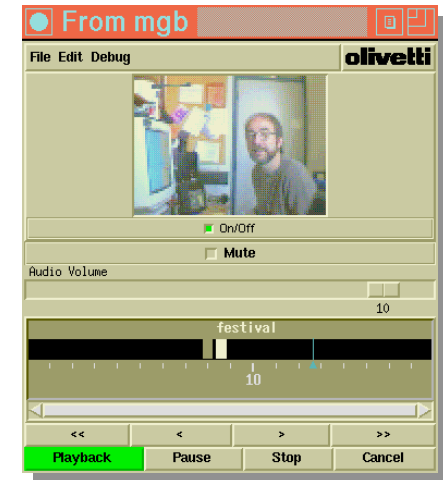 From mgb
File Edit Debug olivetti
On/Off
Mute
Audio Volume
10
festival
10
<< < > >>
Playback Pause Stop Cancel